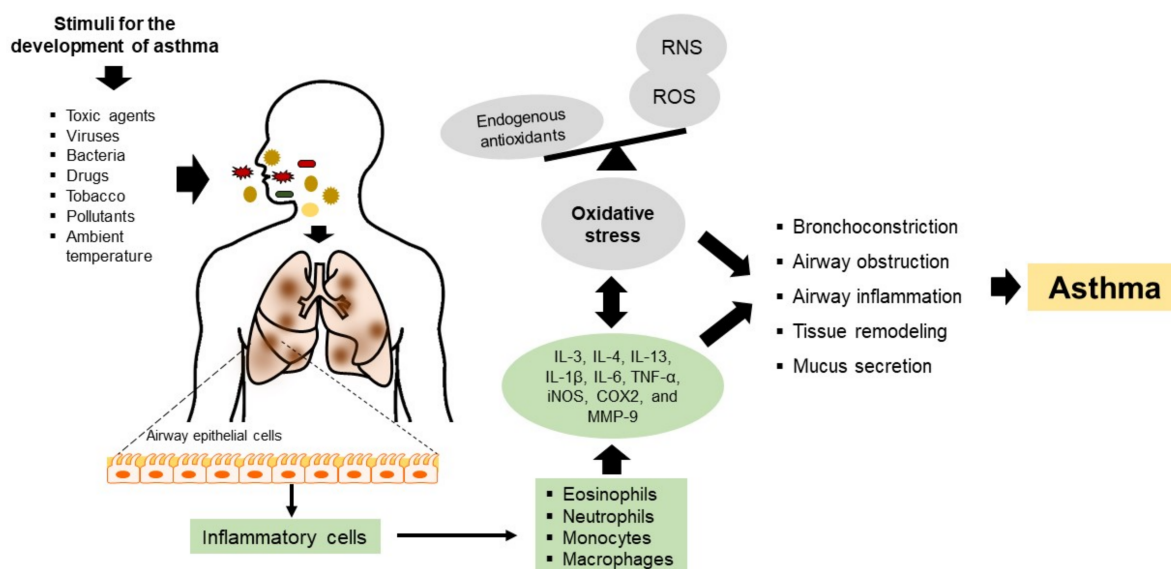 Stimuli for the
development of asthma
▪ Toxic agents
▪ Viruses
▪ Bacteria
▪ Drugs
▪ Tobacco
▪ Pollutants
▪ Ambient
temperature
Airway epithelial cells
Inflammatory cells
▪ Eosinophils
▪ Neutrophils
▪ Monocytes
▪ Macrophages
IL-3, IL-4, IL-13,
IL-1β, IL-6, TNF-α,
iNOS, COX2, and
MMP-9
Oxidative
stress
Endogenous
antioxidants
RNS
ROS
▪ Bronchoconstriction
▪ Airway obstruction
▪ Airway inflammation
▪ Tissue remodeling
▪ Mucus secretion
Asthma